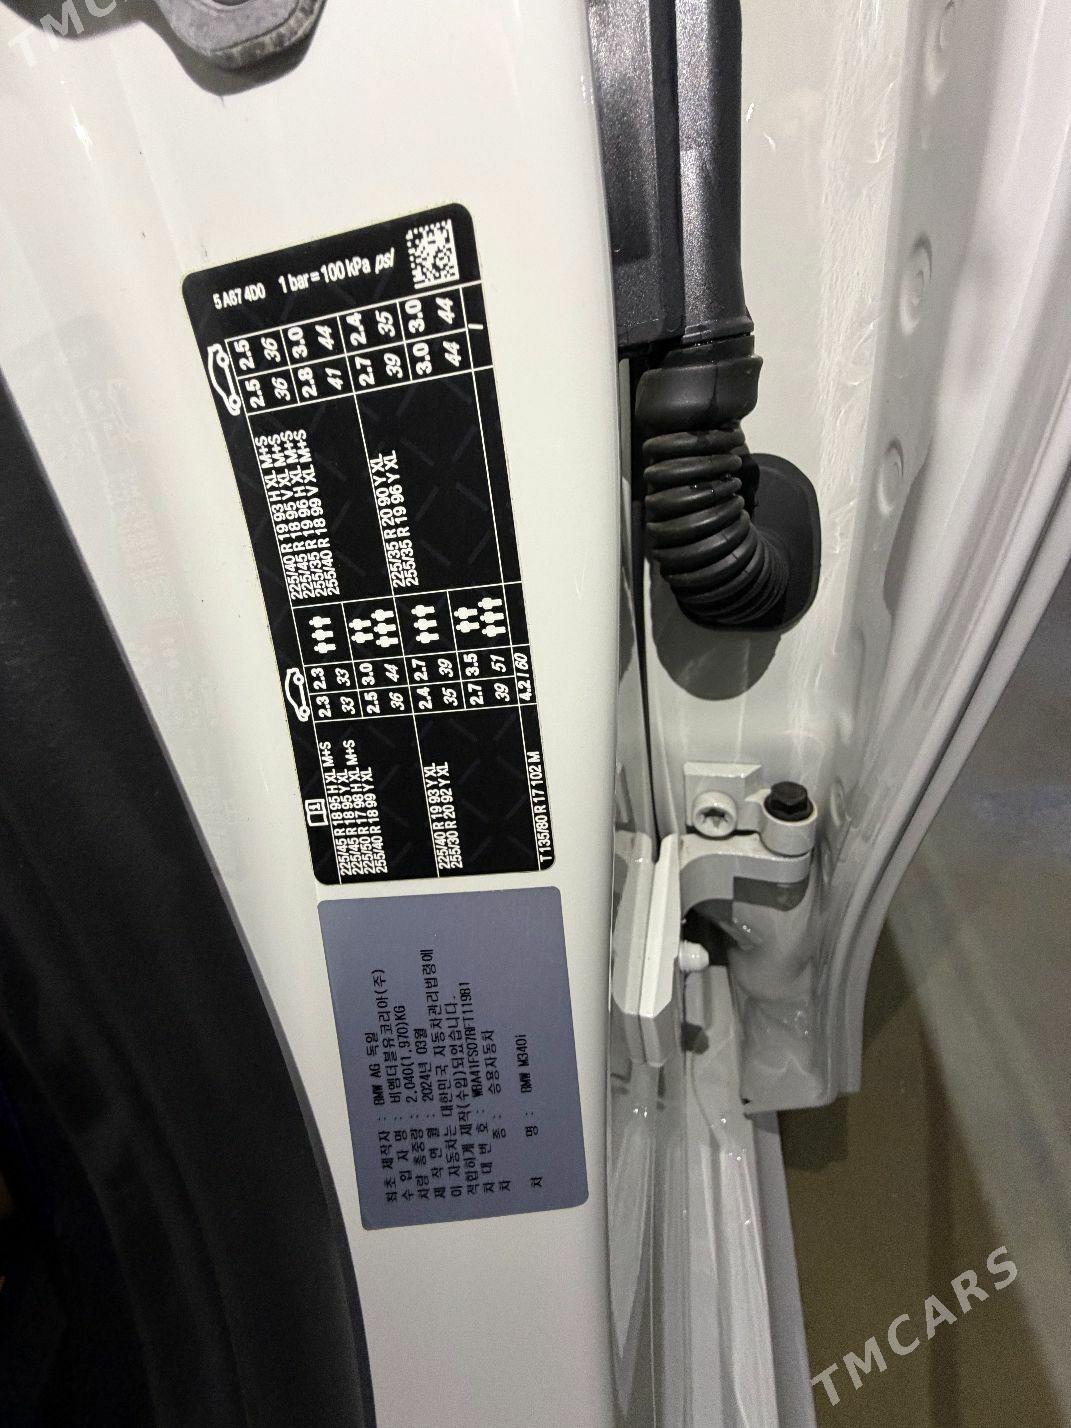 TMCARS
5 A87 4D0 1 bar = 100 kPa psi
2.5 2.5
36 36
2.8 3.0
41 44
2.7 2.4
39 35
3.0 3.0
44 44
/
225/40 R 19 93 H XL M+S
225/45 R 18 95 V XL M+S
255/35 R 19 96 H XL M+S
255/40 R 18 99 V XL M+S
225/35 R 20 90 Y XL
255/35 R 19 96 Y XL
2.3 2.3
33 33
2.5 3.0
36 44
2.4 2.7
35 39
2.7 3.5
39 51
4.2 / 60
225/45 R 18 95 H XL M+S
225/45 R 18 95 Y XL
225/50 R 17 98 H XL M+S
255/40 R 18 99 Y XL
225/40 R 19 93 Y XL
255/30 R 20 92 Y XL
T 135/80 R 17 102 M
최초 제작자 : BMW AG 독일
수 입 자 명 : 비엠더블유코리아(주)
차량 총중량 : 2,040(1,970)KG
제 작 연 월 : 2024년 03월
이 자동차는 대한민국 자동차관리법령에
적합하게 제작(수입)되었습니다.
차 대 번 호 : WBA41FS07RFT11981
차 종 : 승용자동차
차 명 : BMW M340i
TMCARS